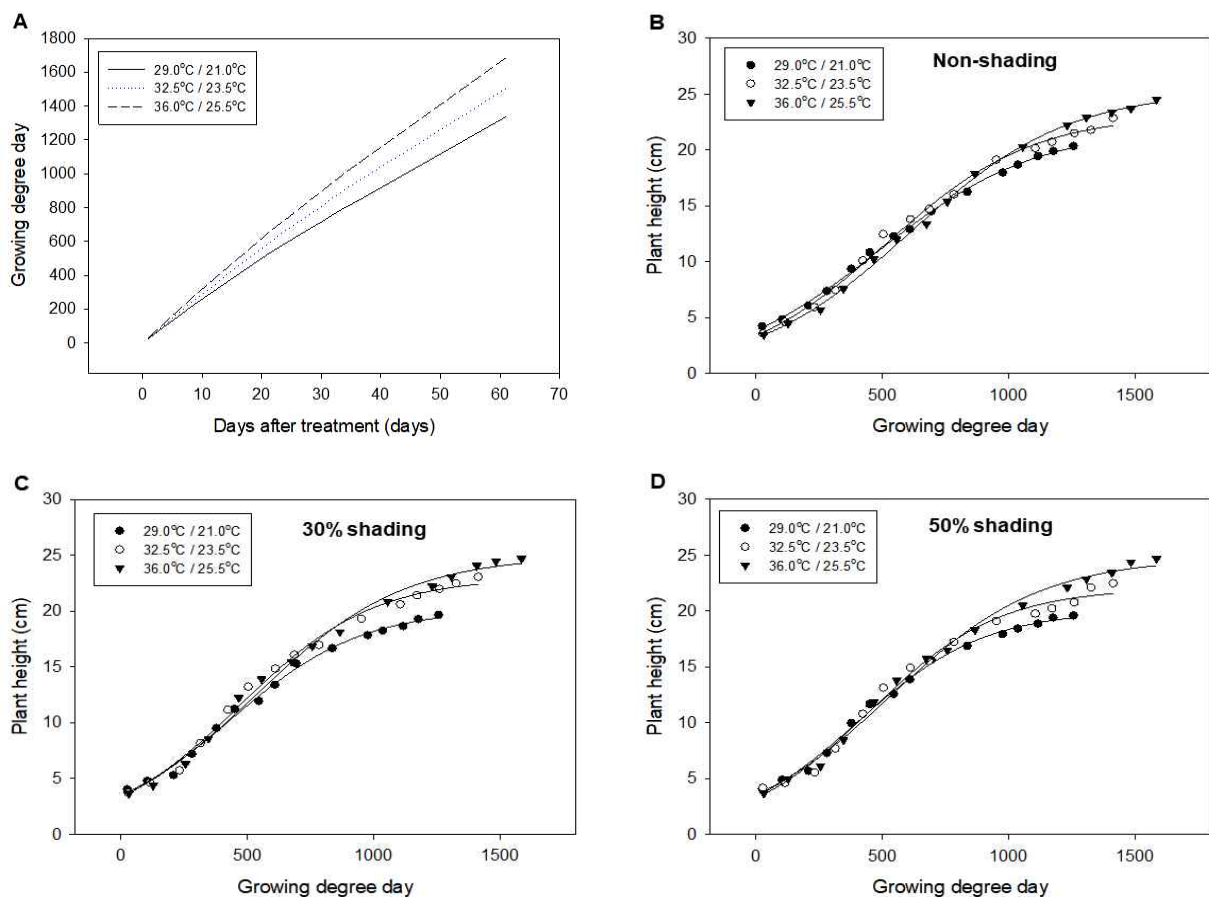 A
1800
1600
1400
1200
1000
800
600
400
200
0
Growing degree day
29.0°C / 21.0°C
32.5°C / 23.5°C
36.0°C / 25.5°C
0 10 20 30 40 50 60 70
Days after treatment (days)
B
30
25
20
15
10
5
0
Plant height (cm)
29.0°C / 21.0°C
32.5°C / 23.5°C
36.0°C / 25.5°C
Non-shading
0 500 1000 1500
Growing degree day
C
30
25
20
15
10
5
0
Plant height (cm)
29.0°C / 21.0°C
32.5°C / 23.5°C
36.0°C / 25.5°C
30% shading
0 500 1000 1500
Growing degree day
D
30
25
20
15
10
5
0
Plant height (cm)
29.0°C / 21.0°C
32.5°C / 23.5°C
36.0°C / 25.5°C
50% shading
0 500 1000 1500
Growing degree day